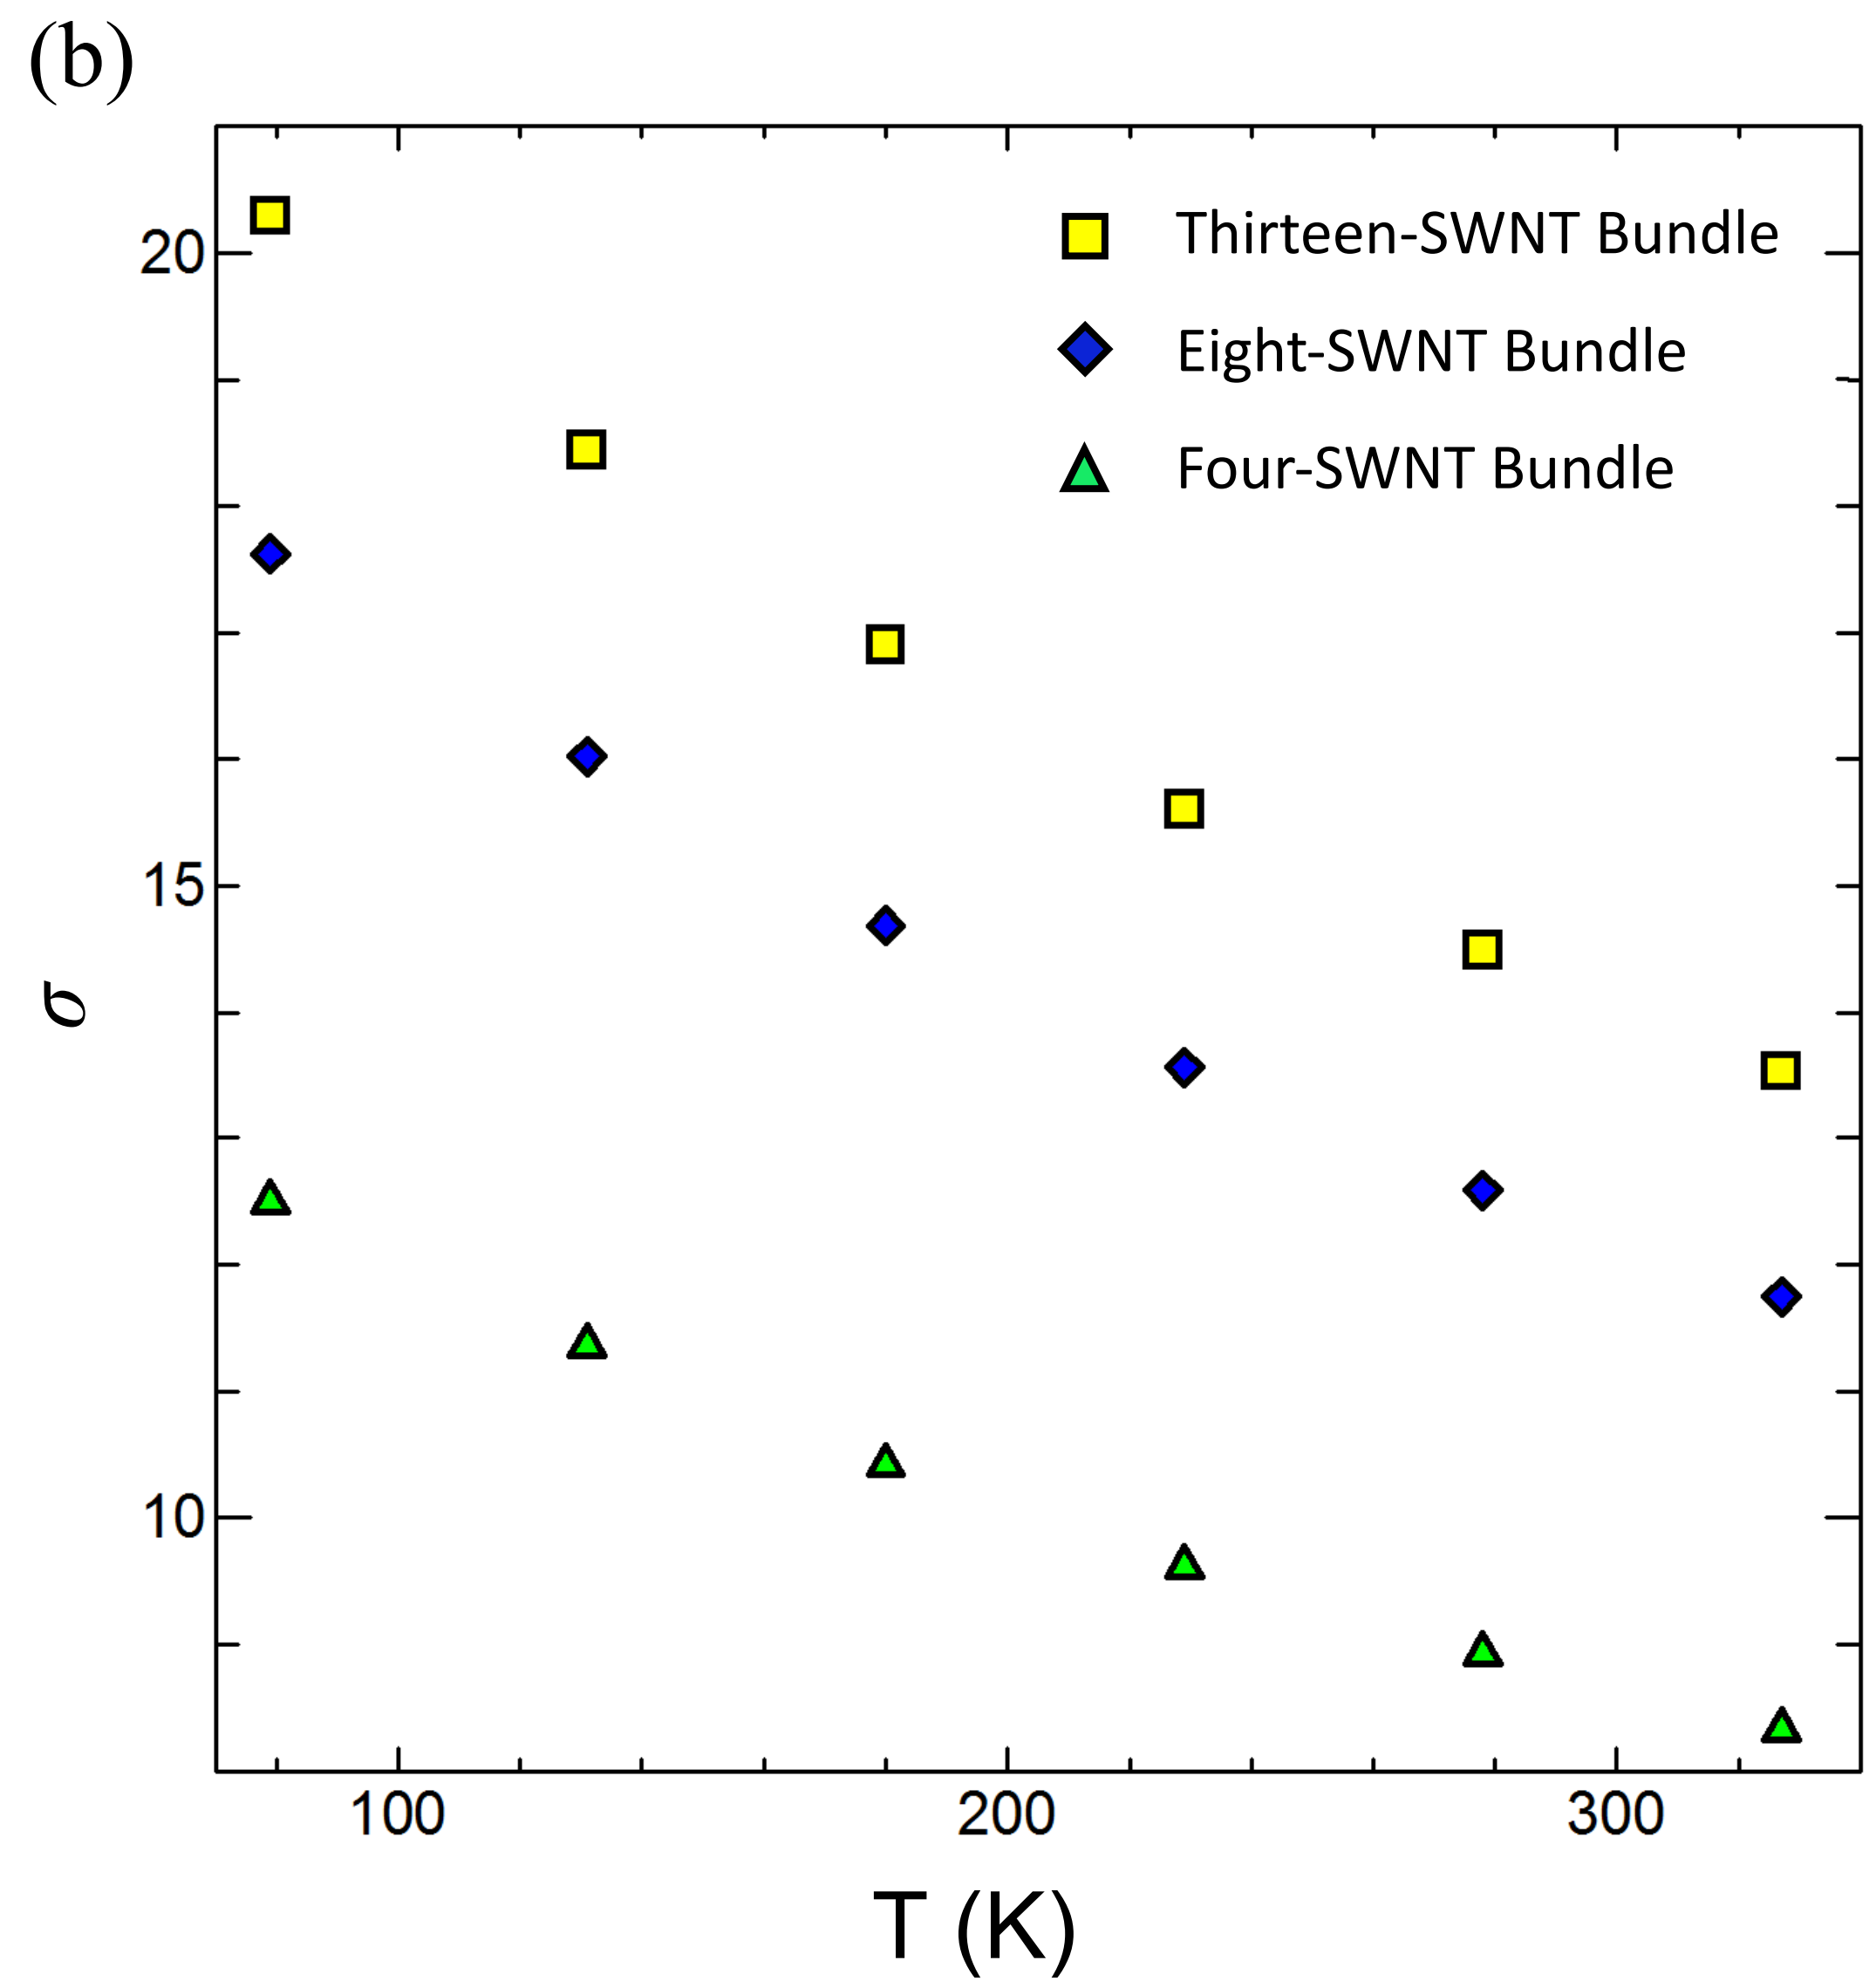 (b)
20
15
10
σ
Thirteen-SWNT Bundle
Eight-SWNT Bundle
Four-SWNT Bundle
100 200 300
T (K)